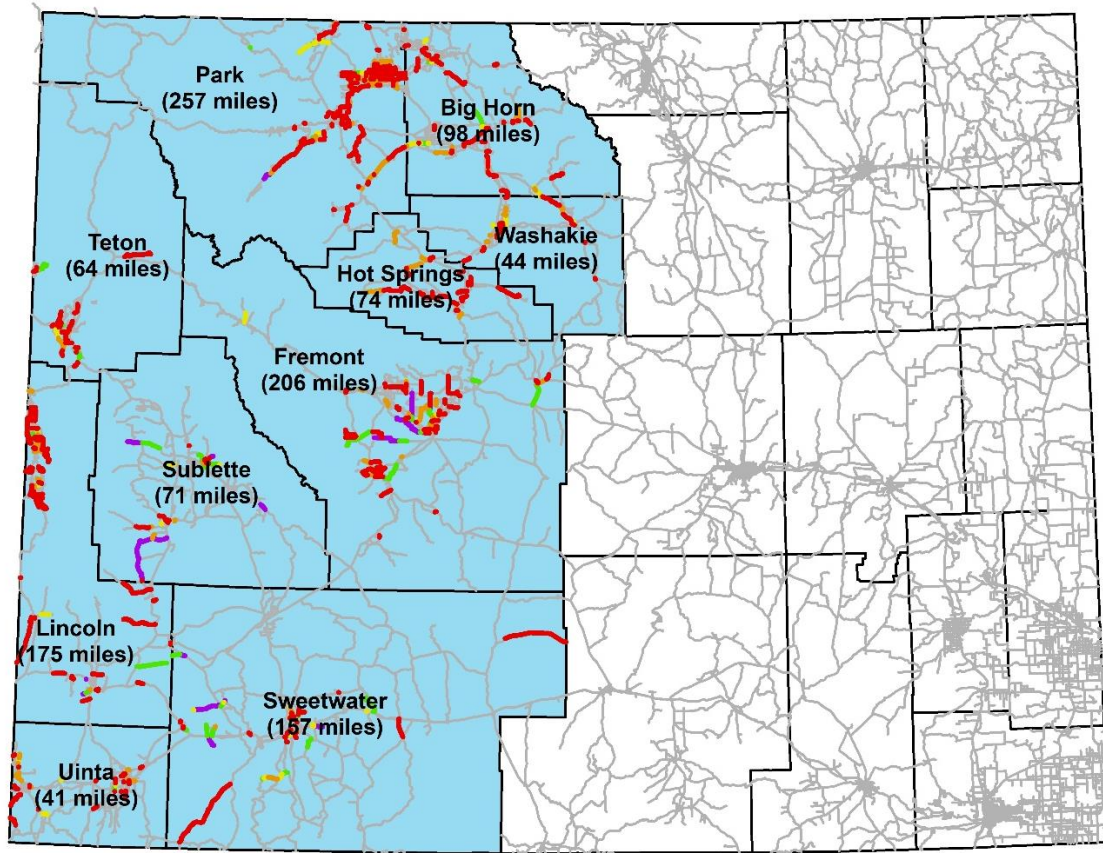 Park
(257 miles)
Big Horn
(98 miles)
Teton
(64 miles)
Washakie
(44 miles)
Hot Springs
(74 miles)
Fremont
(206 miles)
Sublette
(71 miles)
Lincoln
(175 miles)
Sweetwater
(157 miles)
Uinta
(41 miles)